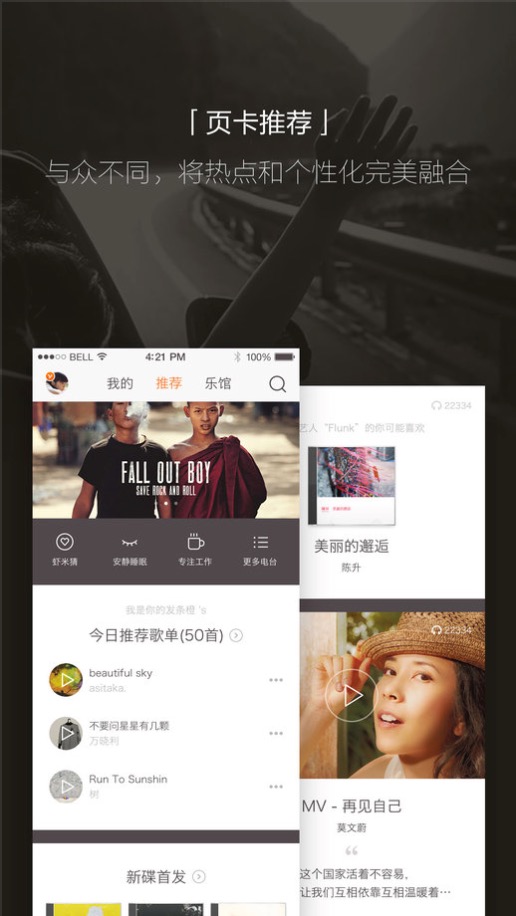 「页卡推荐」
与众不同，将热点和个性化完美融合
BELL
4:21 PM
100%
我的
推荐
乐馆
FALL OUT BOY
SAVE ROCK AND ROLL
虾米猜
安静睡眠
专注工作
更多电台
我是你的发条橙 's
今日推荐歌单(50首)
beautiful sky
asitaka.
不要问星星有几颗
万晓利
Run To Sunshin
树
新碟首发
22334
艺人“Flunk”的你可能喜欢
美丽的邂逅
陈升
27334
MV - 再见自己
莫文蔚
这个国家活着不容易，
让我们互相依靠互相温暖着…